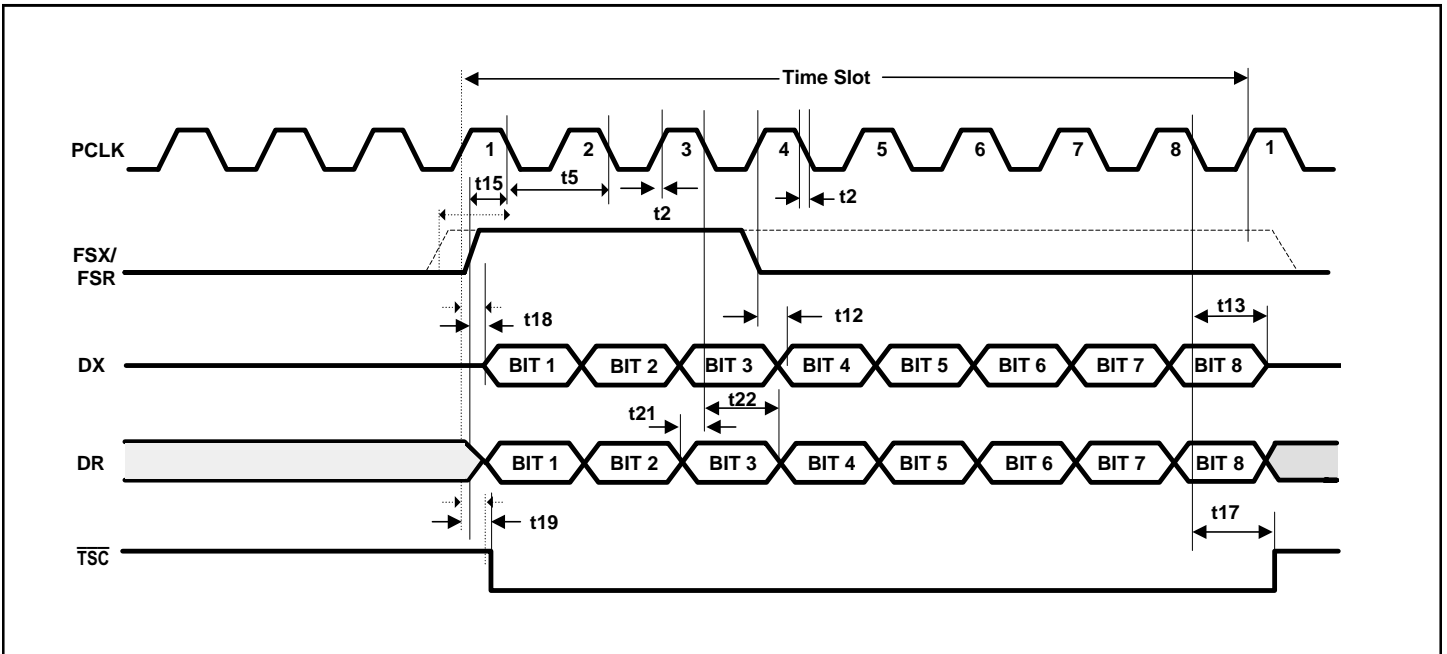 Time Slot
PCLK
1 2 3 4 5 6 7 8 1
t15 t5 t2 t2
FSX/
FSR
t18 t12 t13
DX
BIT 1 BIT 2 BIT 3 BIT 4 BIT 5 BIT 6 BIT 7 BIT 8
t21 t22
DR
BIT 1 BIT 2 BIT 3 BIT 4 BIT 5 BIT 6 BIT 7 BIT 8
t19 t17
TSC